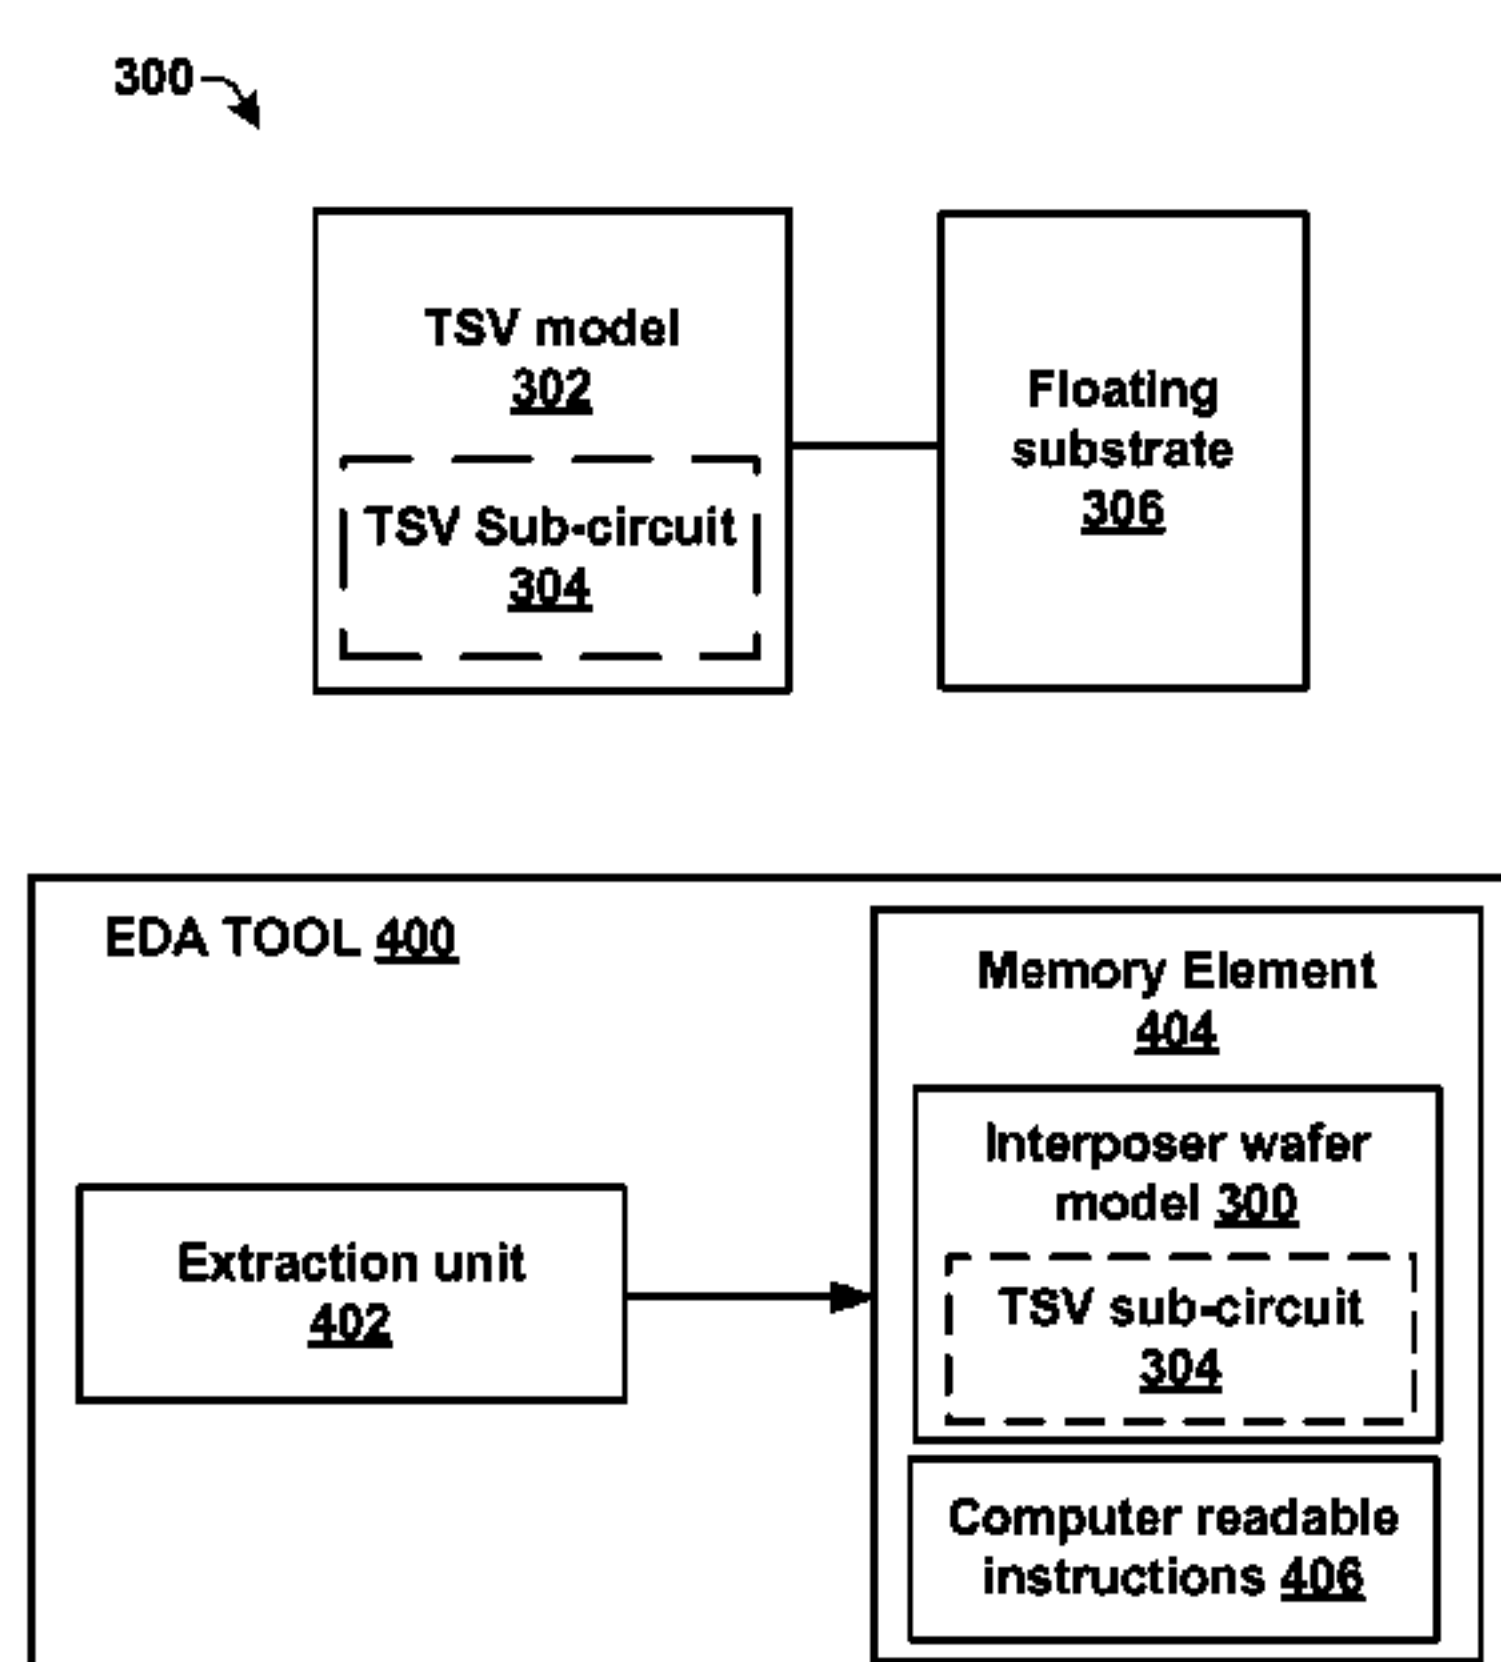 300
TSV model
302
TSV Sub-circuit
304
Floating
substrate
306
EDA TOOL 400
Extraction unit
402
Memory Element
404
Interposer wafer
model 300
TSV sub-circuit
304
Computer readable
instructions 406